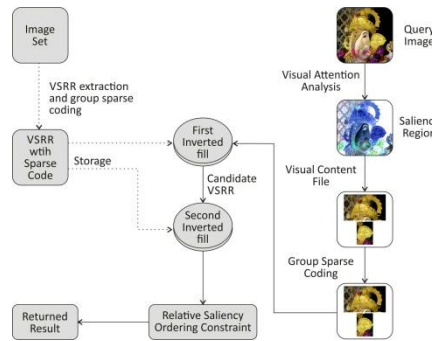 Image
Set
VSRR extraction
and group sparse
coding
VSRR
wtih
Sparse
Code
Storage
First
Inverted
fill
Candidate
VSRR
Second
Inverted
fill
Returned
Result
Relative Saliency
Ordering Constraint
Query
Image
Visual Attention
Analysis
Salienc
Region
Visual Content
File
Group Sparse
Coding